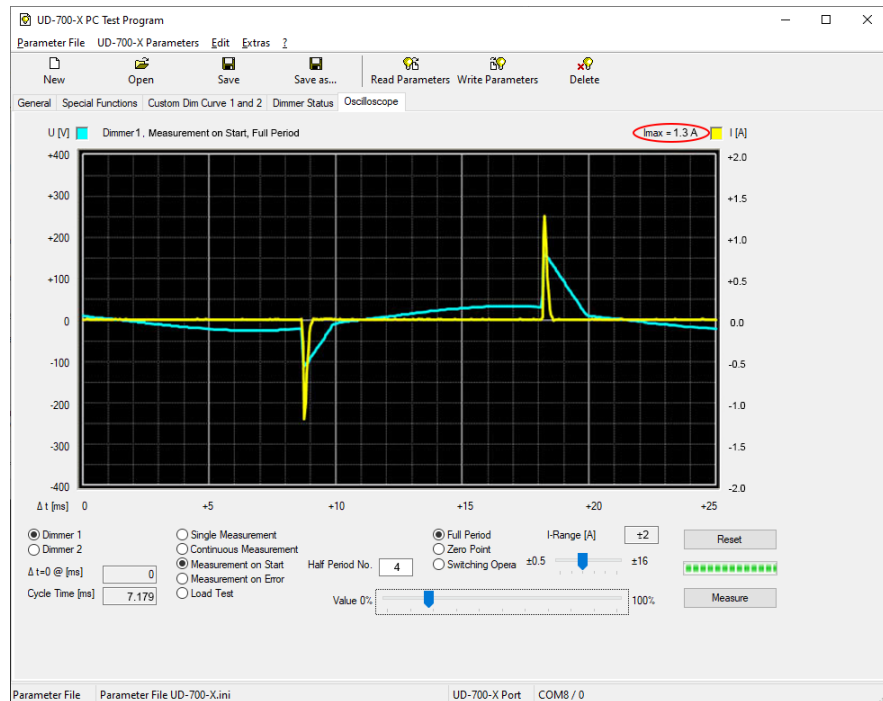 UD-700-X PC Test Program
Parameter File UD-700-X Parameters Edit Extras ?
New Open Save Save as... Read Parameters Write Parameters Delete
General Special Functions Custom Dim Curve 1 and 2 Dimmer Status Oscilloscope
U [V] Dimmer1 , Measurement on Start, Full Period Imax = 1.3 A I [A]
+400 +2.0
+300 +1.5
+200 +1.0
+100 +0.5
0 0.0
-100 -0.5
-200 -1.0
-300 -1.5
-400 -2.0
Δ t [ms] 0 +5 +10 +15 +20 +25
Dimmer 1 Single Measurement Full Period I-Range [A] ±2 Reset
Dimmer 2 Continuous Measurement Zero Point
Measurement on Start Half Period No. 4 Switching Opera ±0.5 ±16
Δ t=0 @ [ms] 0 Measurement on Error
Cycle Time [ms] 7.179 Load Test Value 0% 100% Measure
Parameter File Parameter File UD-700-X.ini UD-700-X Port COM8 / 0